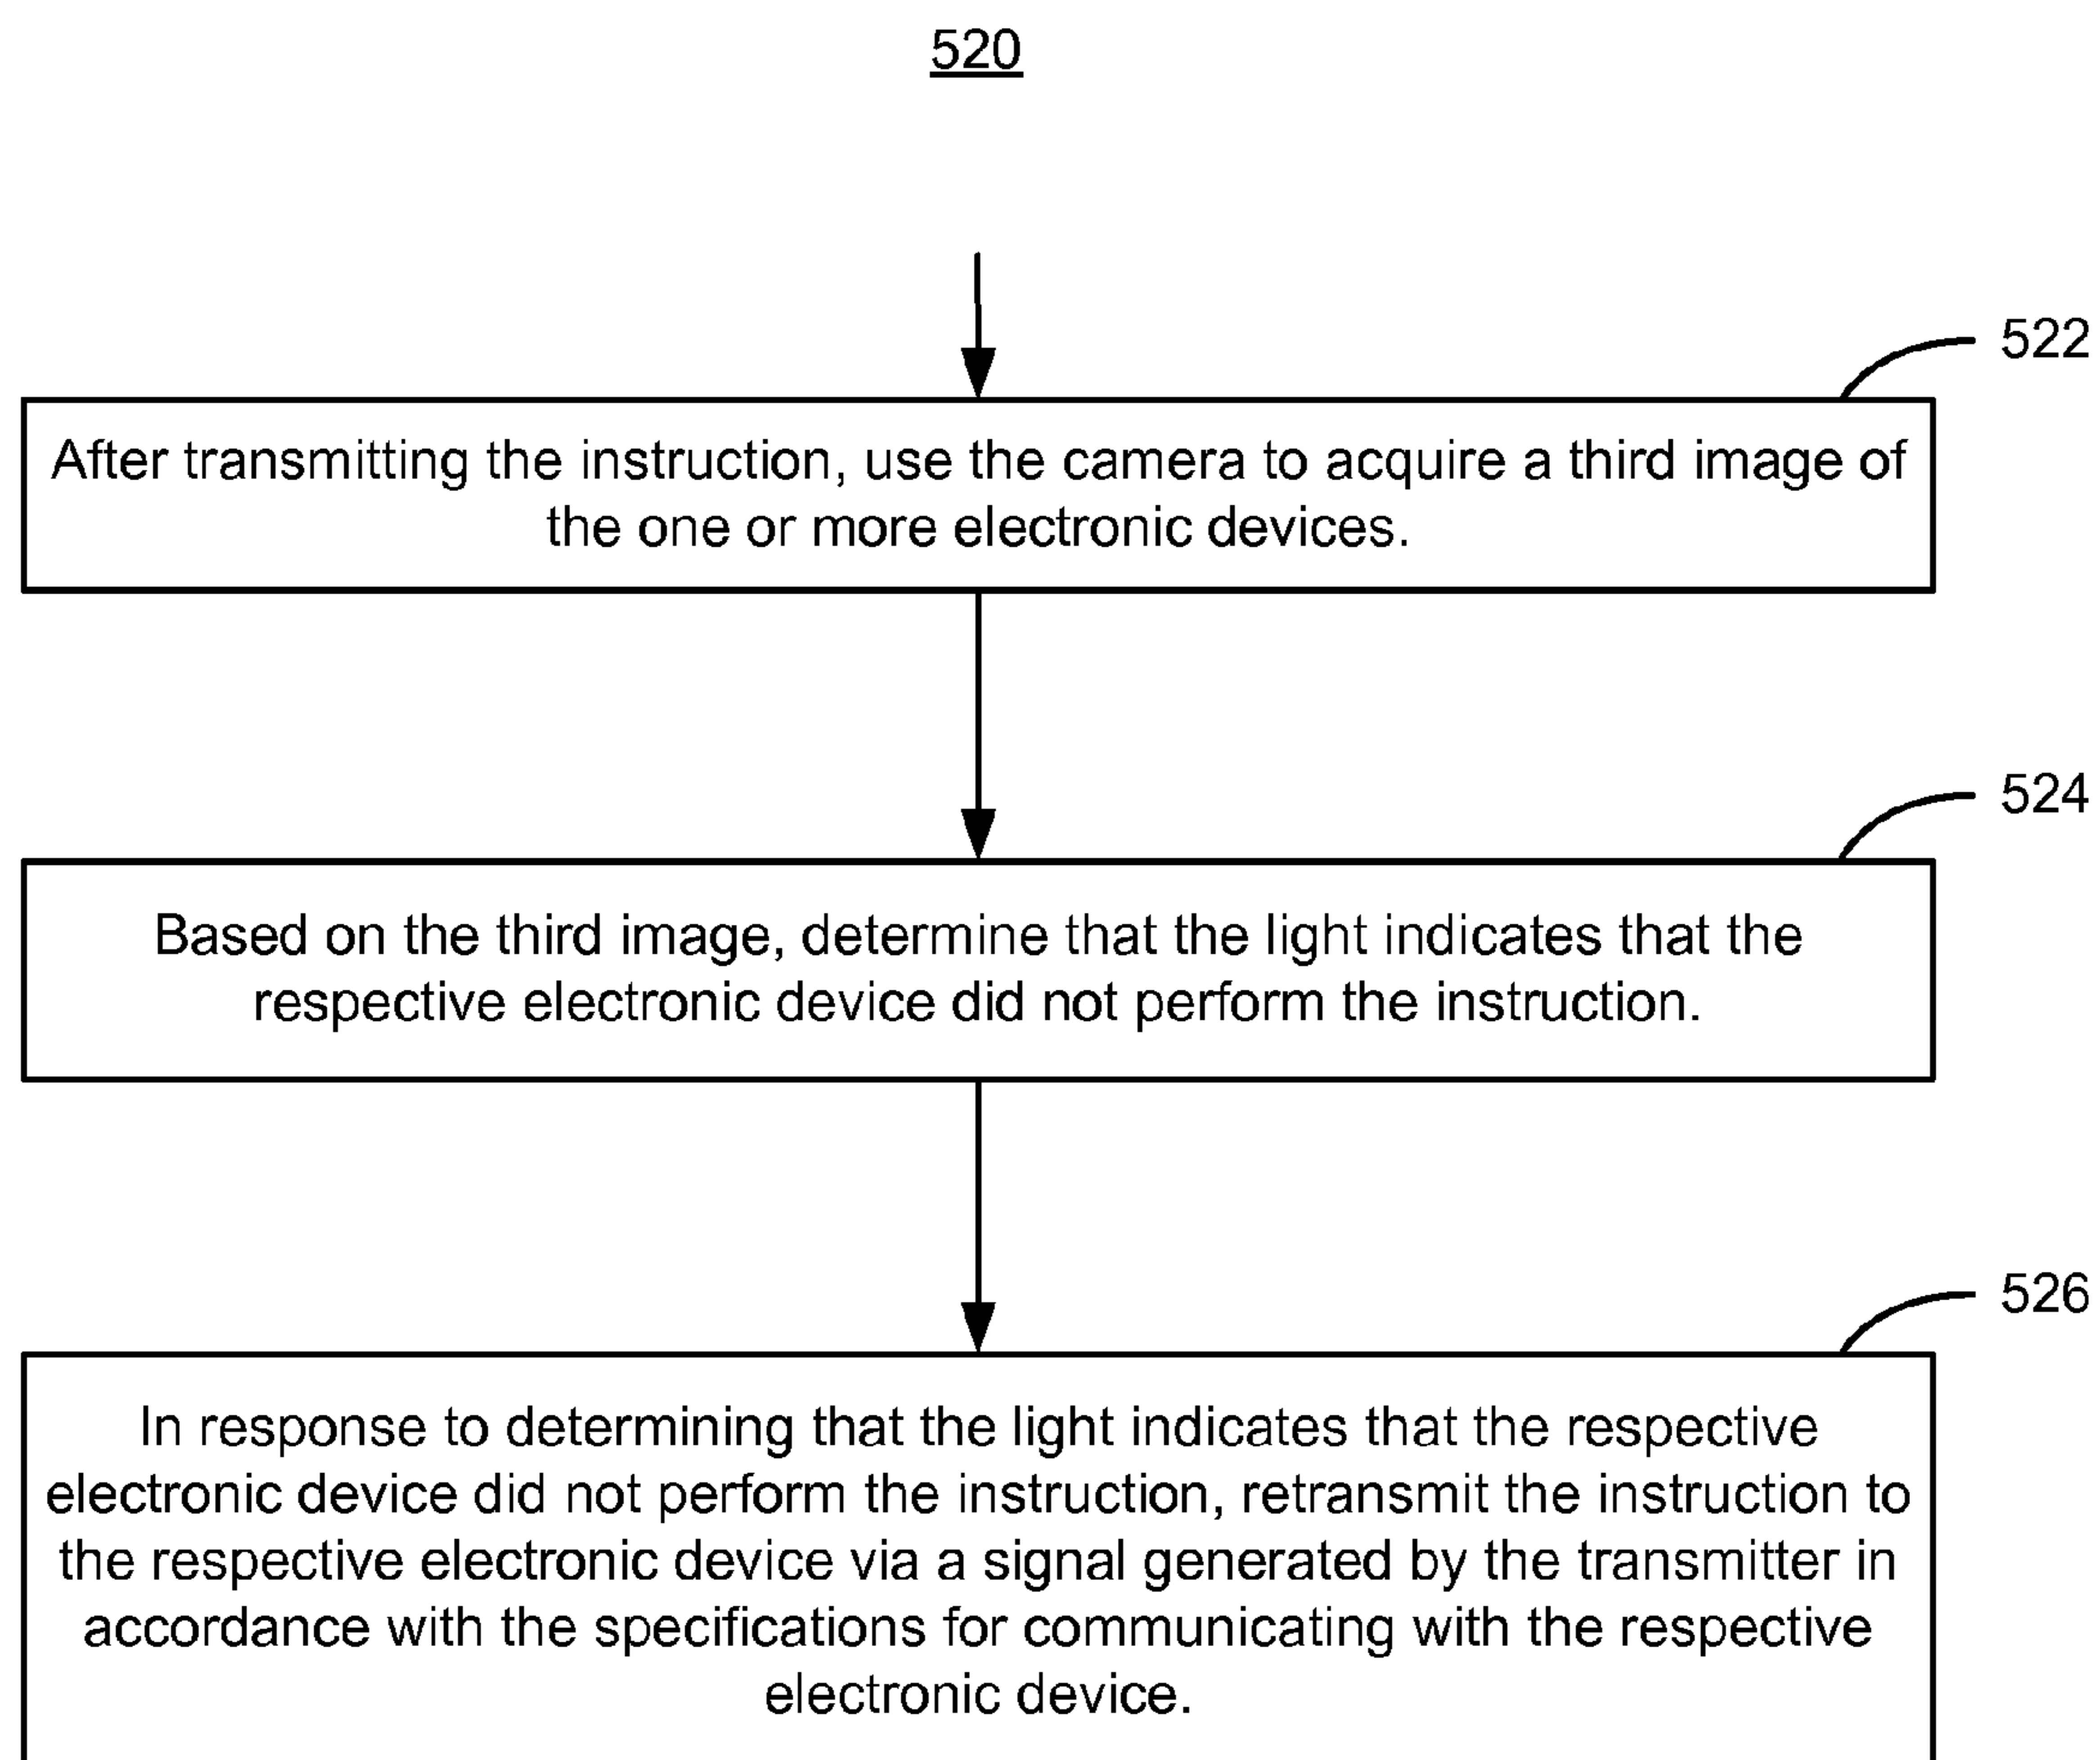 520
522
After transmitting the instruction, use the camera to acquire a third image of
the one or more electronic devices.
524
Based on the third image, determine that the light indicates that the
respective electronic device did not perform the instruction.
526
In response to determining that the light indicates that the respective
electronic device did not perform the instruction, retransmit the instruction to
the respective electronic device via a signal generated by the transmitter in
accordance with the specifications for communicating with the respective
electronic device.